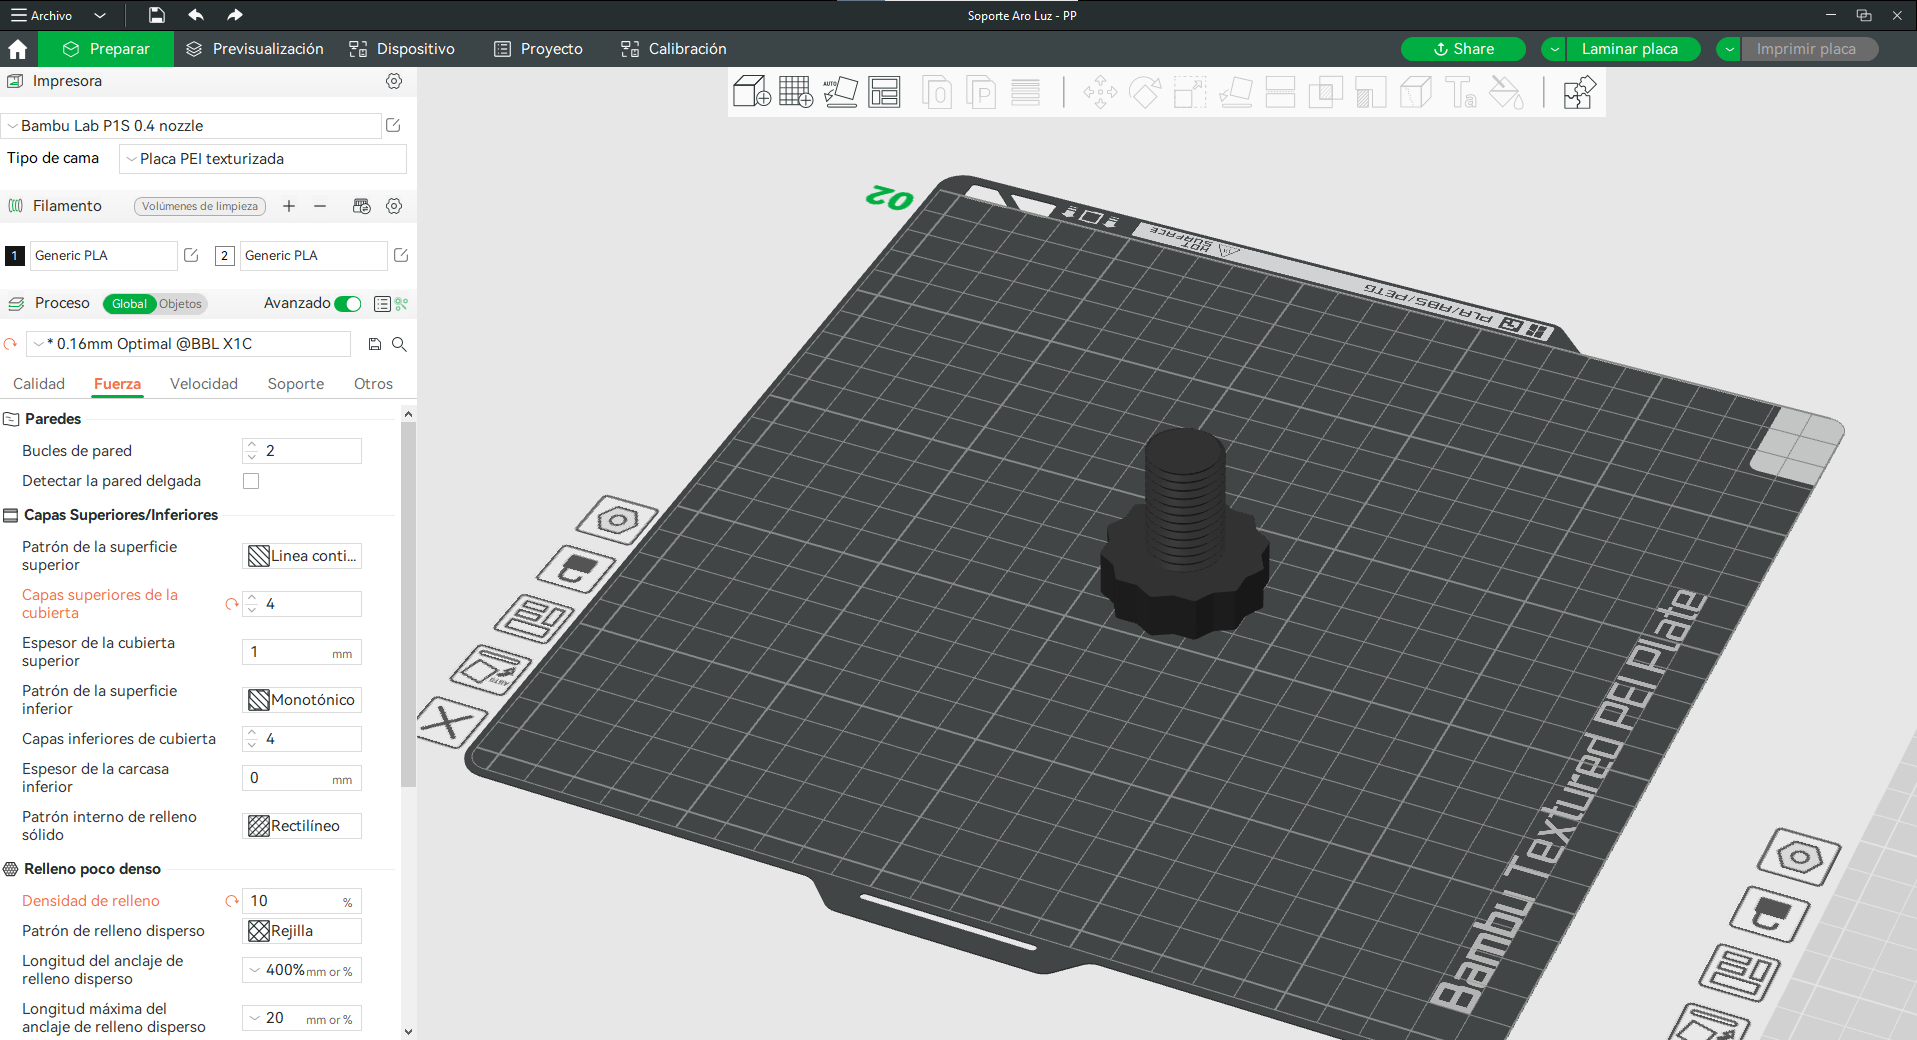 Archivo
Soporte Aro Luz - PP
Preparar
Previsualización
Dispositivo
Proyecto
Calibración
Share
Laminar placa
Imprimir placa
Impresora
Bambu Lab P1S 0.4 nozzle
Tipo de cama
Placa PEI texturizada
Filamento
Volúmenes de limpieza
1
Generic PLA
2
Generic PLA
Proceso
Global
Objetos
Avanzado
* 0.16mm Optimal @BBL X1C
Calidad
Fuerza
Velocidad
Soporte
Otros
Paredes
Bucles de pared
2
Detectar la pared delgada
Capas Superiores/Inferiores
Patrón de la superficie
superior
Linea conti...
Capas superiores de la
cubierta
4
Espesor de la cubierta
superior
1 mm
Patrón de la superficie
inferior
Monotónico
Capas inferiores de cubierta
4
Espesor de la carcasa
inferior
0 mm
Patrón interno de relleno
sólido
Rectilíneo
Relleno poco denso
Densidad de relleno
10 %
Patrón de relleno disperso
Rejilla
Longitud del anclaje de
relleno disperso
400% mm or %
Longitud máxima del
anclaje de relleno disperso
20 mm or %
AUTO
O
P
Ta
02
HOT
SURFACE
PLA/ABS/PETG
AUTO
Bambu Textured PEI Plate